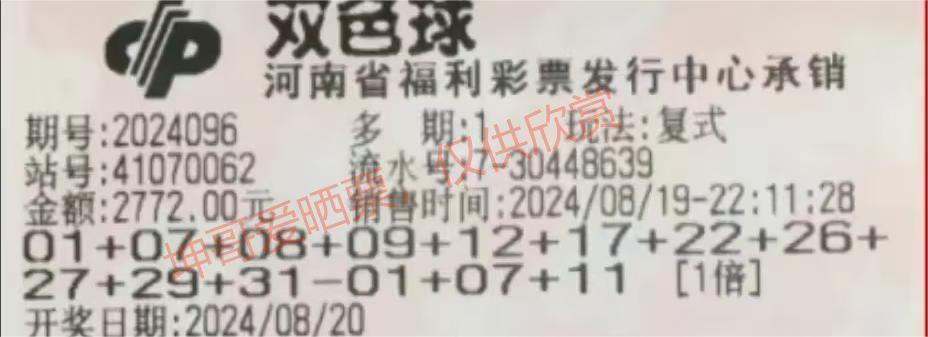 双色球
河南省福利彩票发行中心承销
期号:2024096 多 期:1 玩法:复式
站号:41070062 流水号:7-30448639
金额:2772.00元 销售时间:2024/08/19-22:11:28
01+07+08+09+12+17+22+26+
27+29+31-01+07+11 [1倍]
开奖日期:2024/08/20
坤哥爱晒票 仅供欣赏